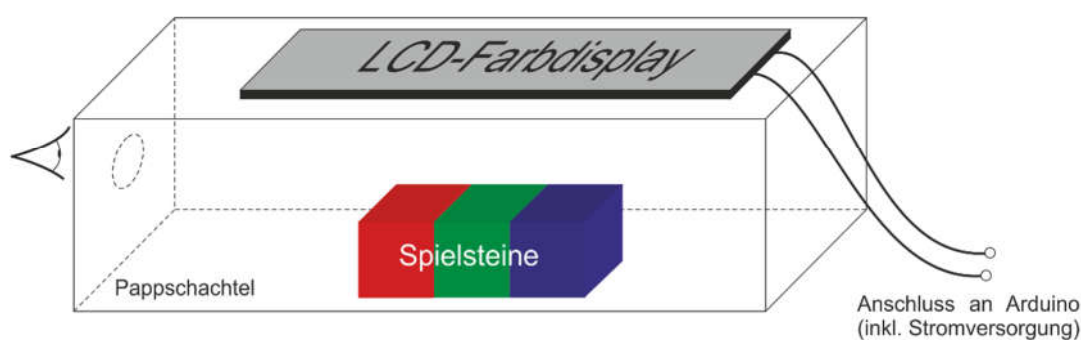 LCD-Farbdisplay
Spielsteine
Pappschachtel
Anschluss an Arduino
(inkl. Stromversorgung)